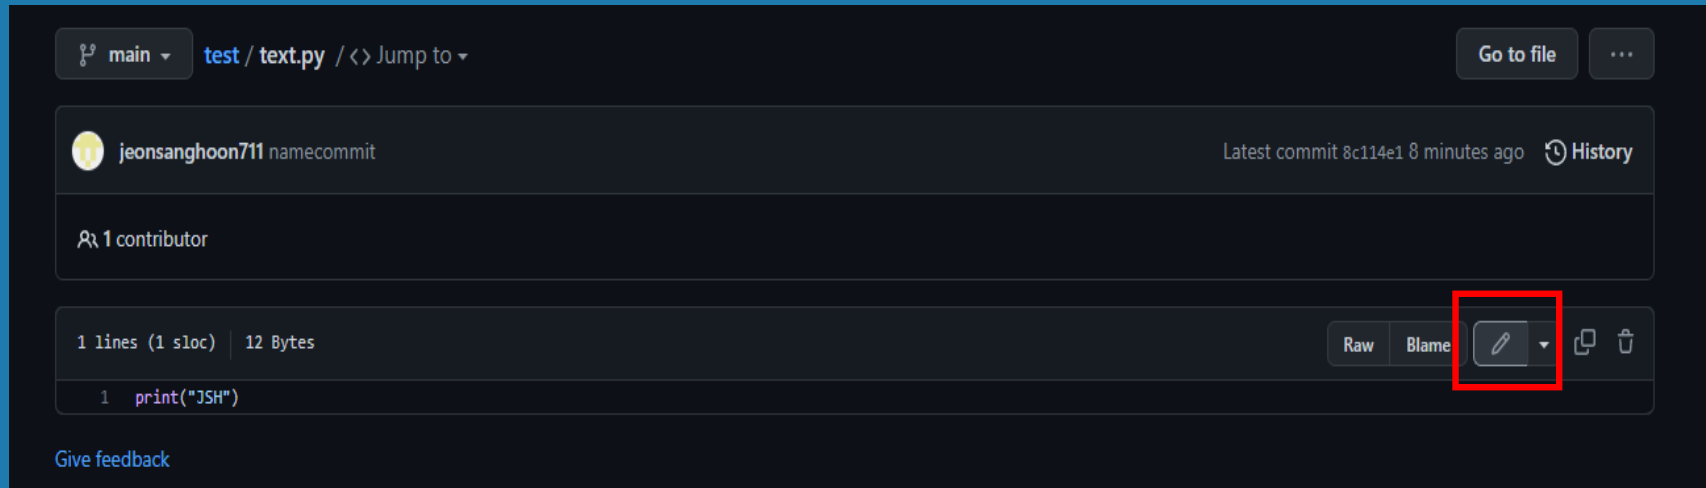 main test / text.py / <> Jump to Go to file ...
jeonsanghoon711 namecommit Latest commit 8c114e1 8 minutes ago History
1 contributor
1 lines (1 sloc) 12 Bytes Raw Blame
1 print("JSH")
Give feedback